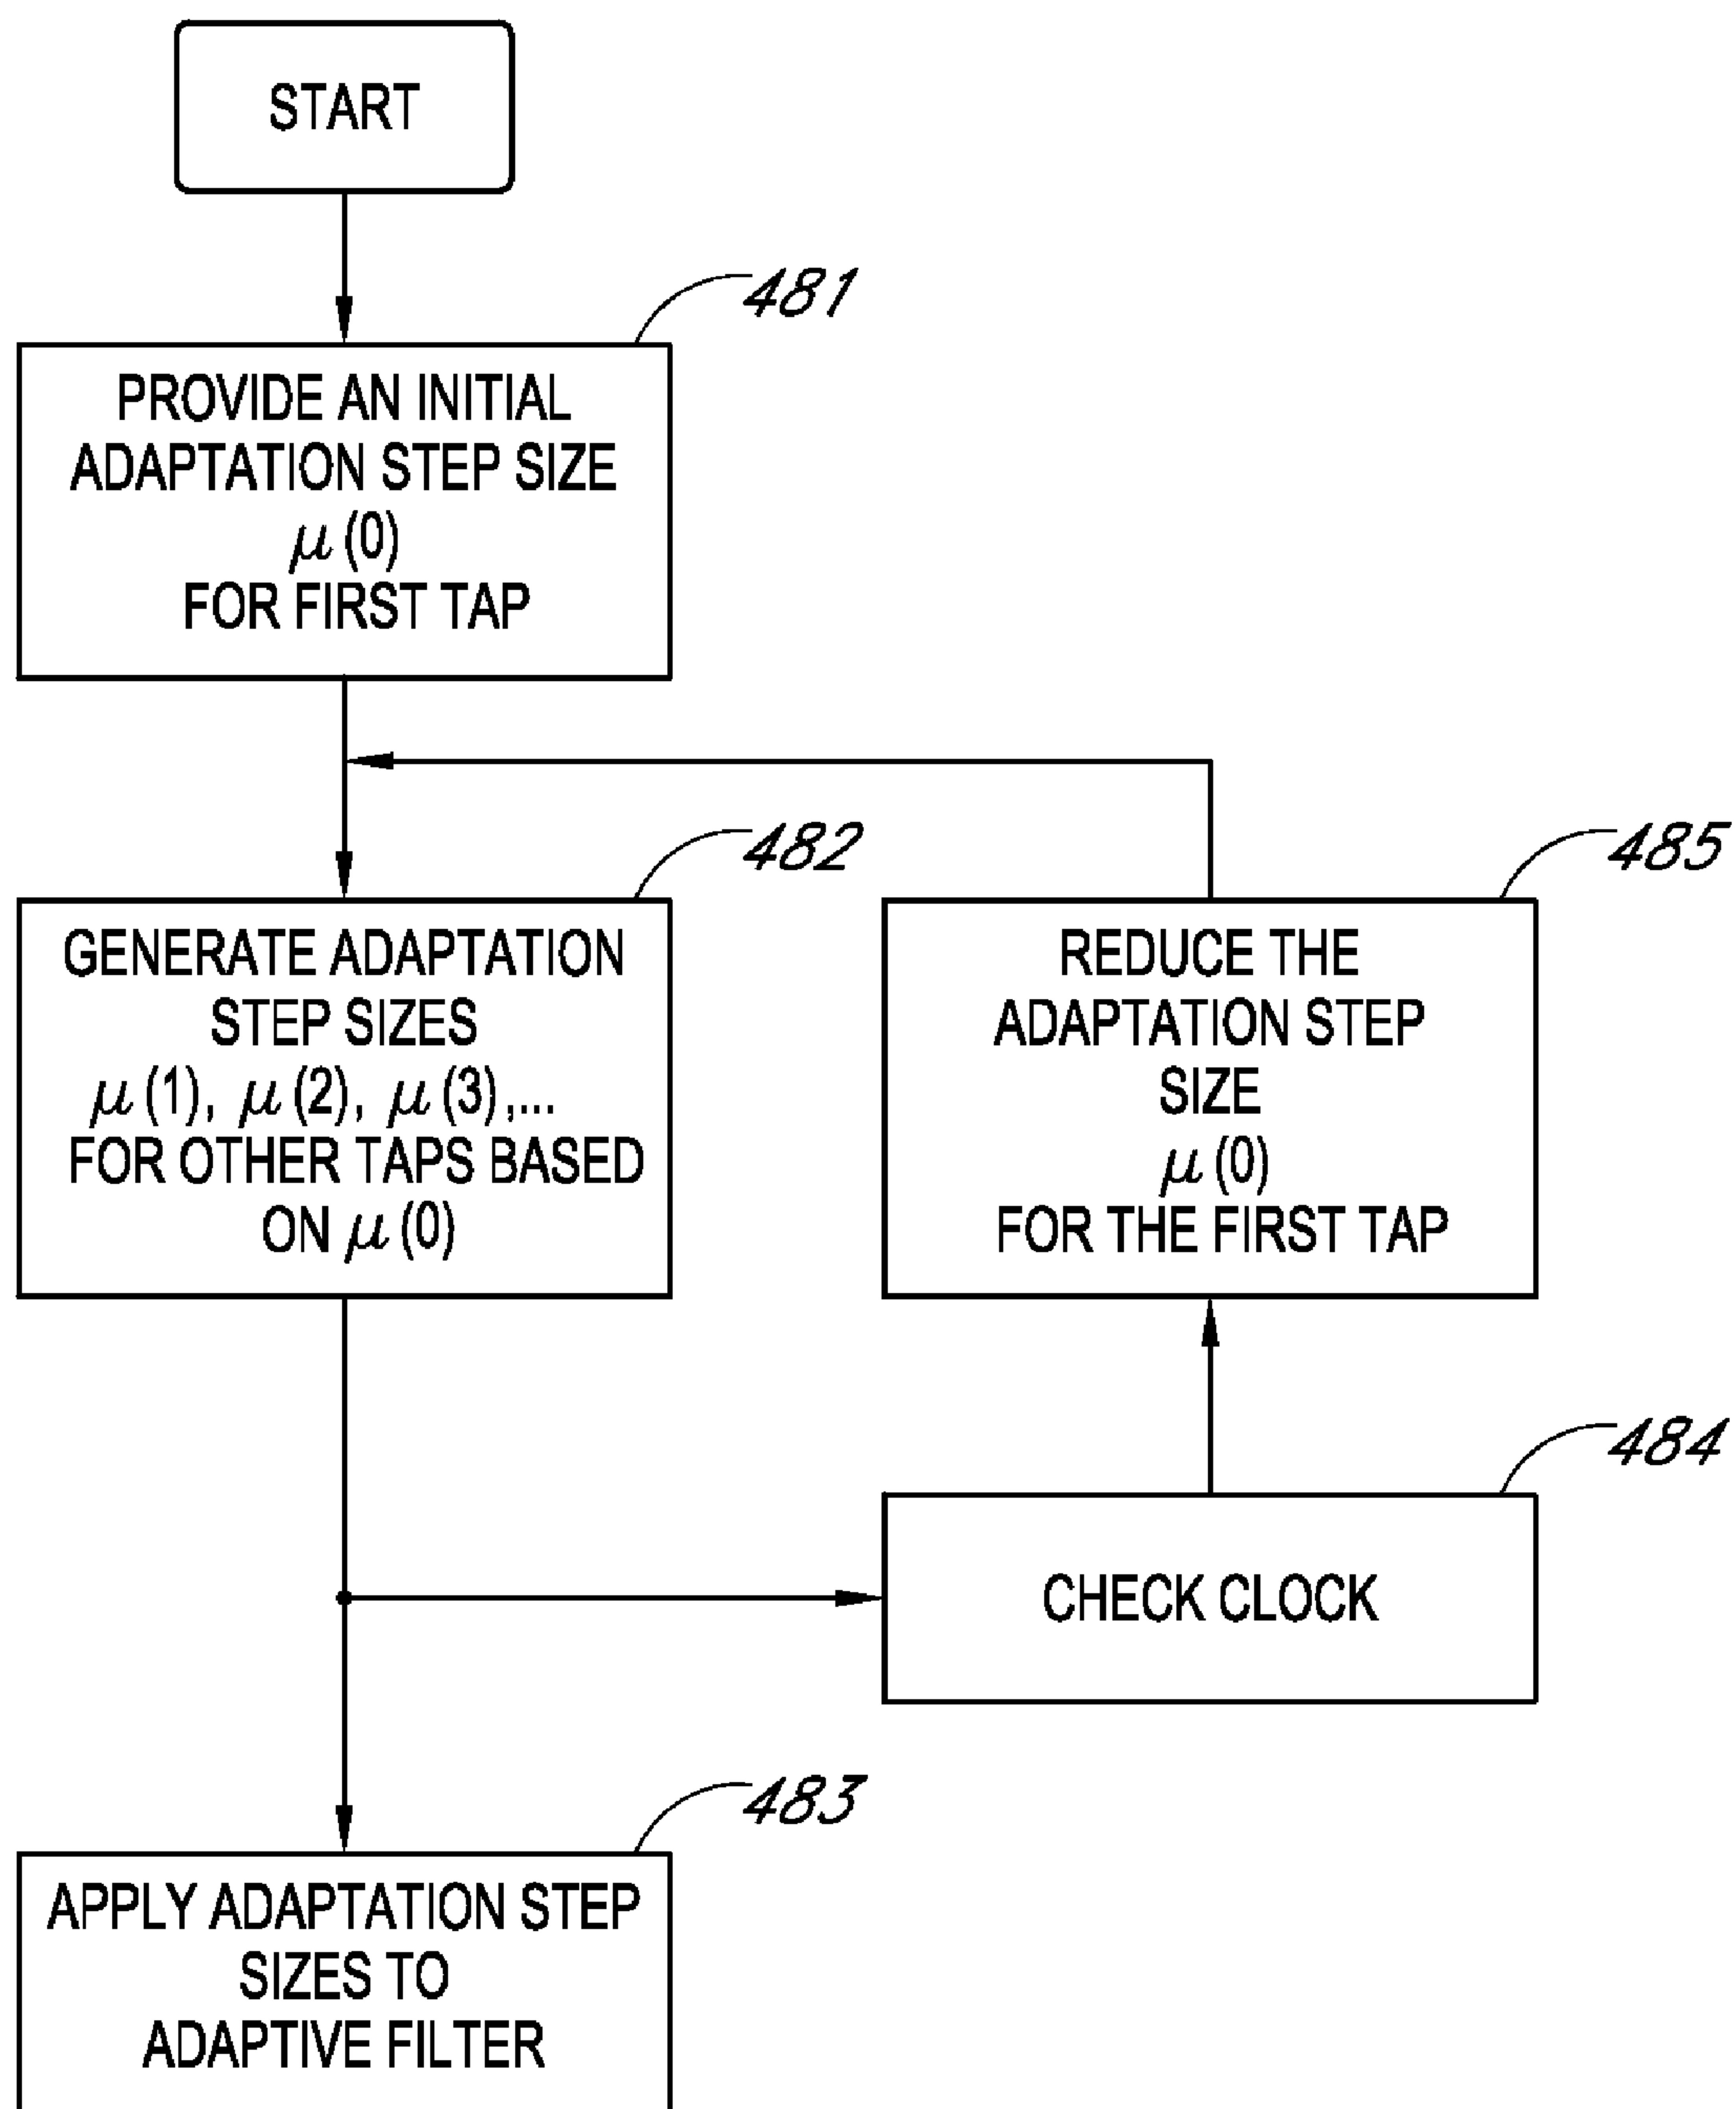 START
481
PROVIDE AN INITIAL
ADAPTATION STEP SIZE
μ(0)
FOR FIRST TAP
482
GENERATE ADAPTATION
STEP SIZES
μ(1), μ(2), μ(3),...
FOR OTHER TAPS BASED
ON μ(0)
485
REDUCE THE
ADAPTATION STEP
SIZE
μ(0)
FOR THE FIRST TAP
484
CHECK CLOCK
483
APPLY ADAPTATION STEP
SIZES TO
ADAPTIVE FILTER